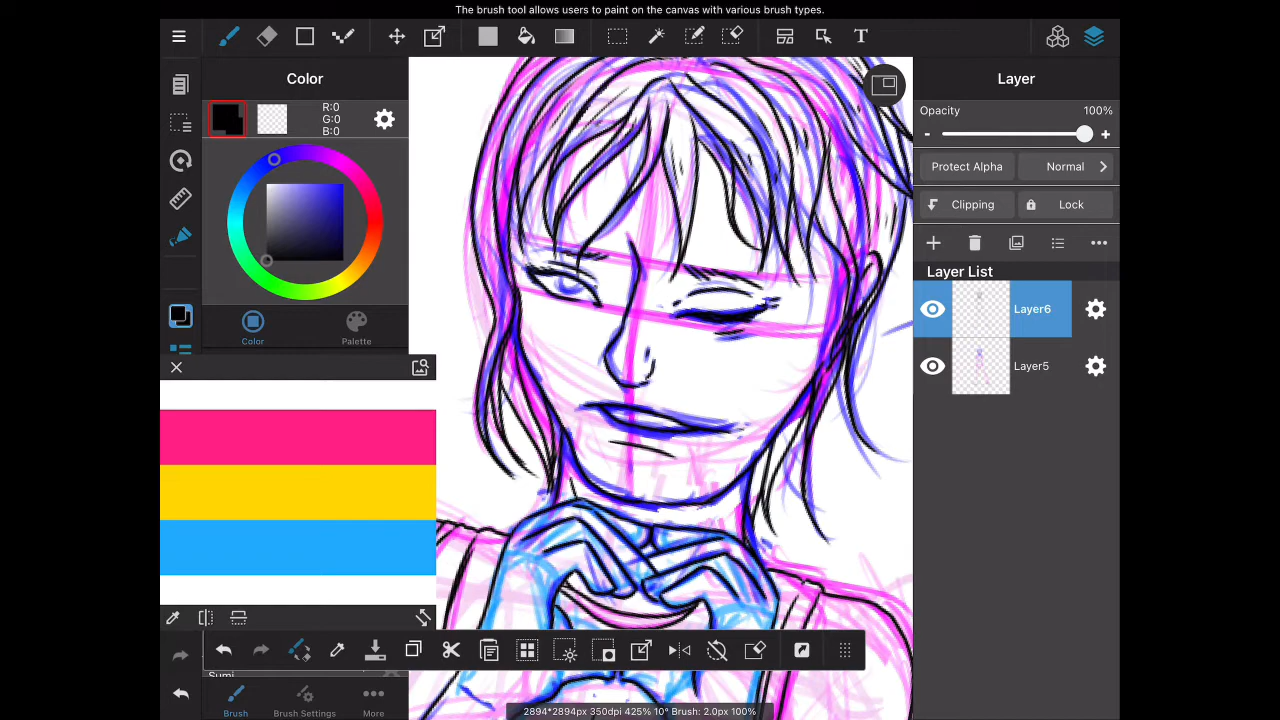 The brush tool allows users to paint on the canvas with various brush types.
Color
R:0
G:0
B:0
Color
Palette
Layer
Opacity 100%
- +
Protect Alpha Normal
Clipping Lock
Layer List
Layer6
Layer5
Sumi
Brush
Brush Settings
More
2894*2894px 350dpi 425% 10° Brush: 2.0px 100%